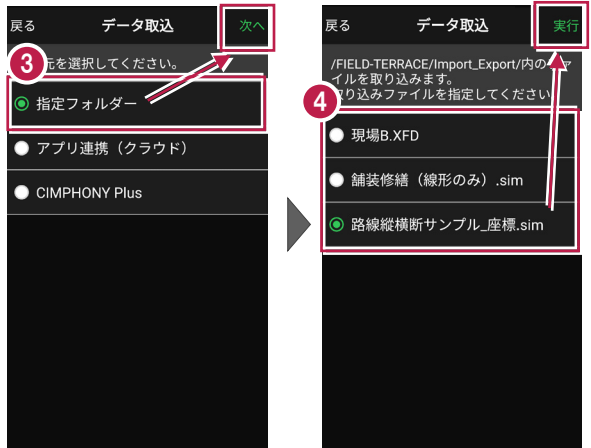 戻る
データ取込
次へ
3
元を選択してください。
指定フォルダー
アプリ連携（クラウド）
CIMPHONY Plus
戻る
データ取込
実行
/FIELD-TERRACE/Import_Export/内の
イルを取り込みます。
取り込みファイルを指定してください
4
現場B.XFD
舗装修繕（線形のみ）.sim
路線縦横断サンプル_座標.sim